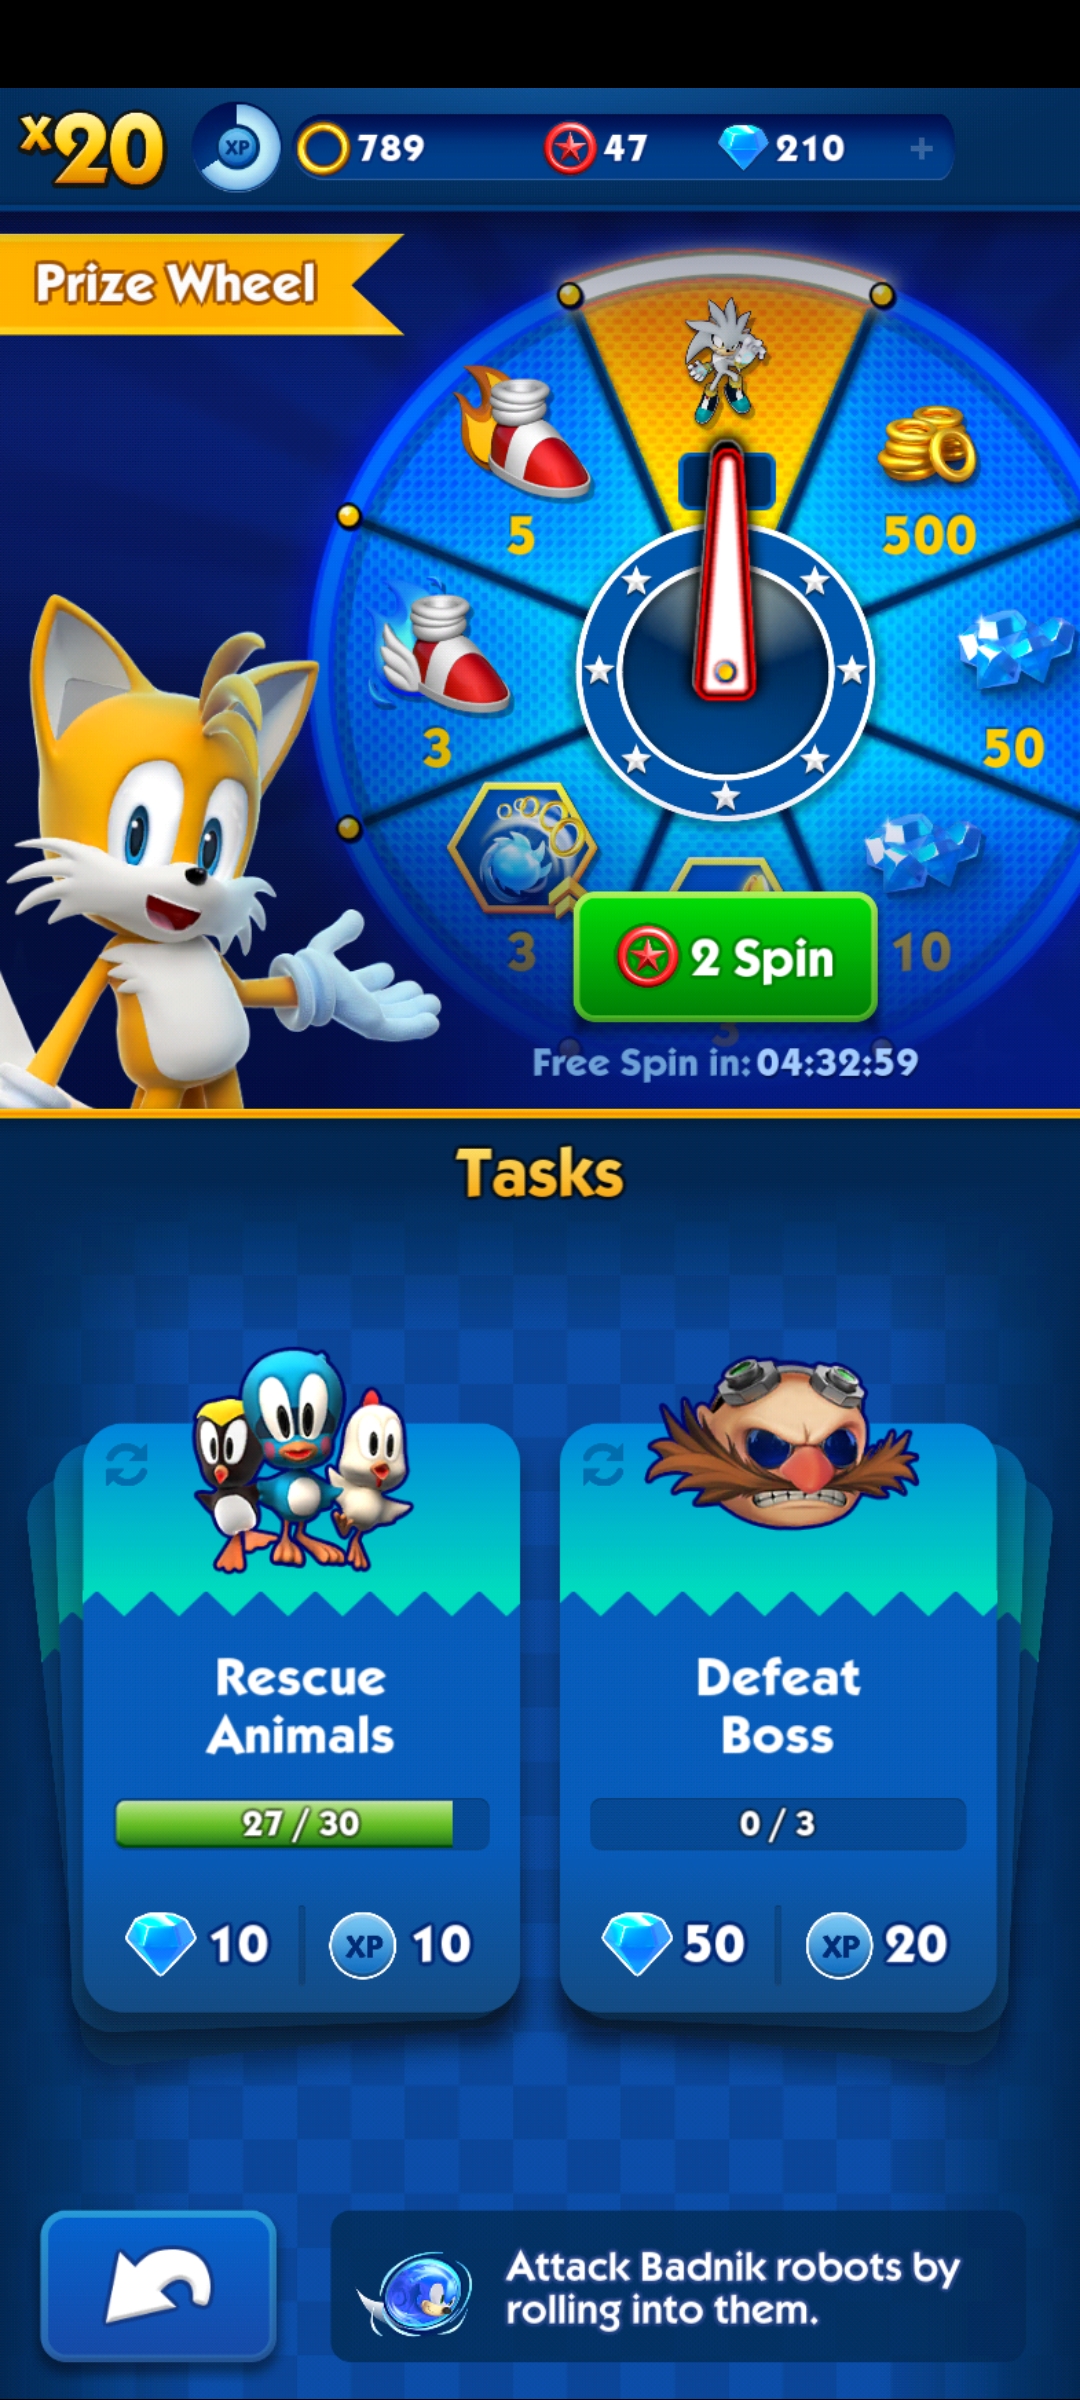 x20
XP
789
47
210
+
Prize Wheel
5
500
3
50
3
10
2 Spin
3
Free Spin in: 04:32:59
Tasks
Rescue
Animals
27 / 30
10
XP 10
Defeat
Boss
0 / 3
50
XP 20
Attack Badnik robots by
rolling into them.